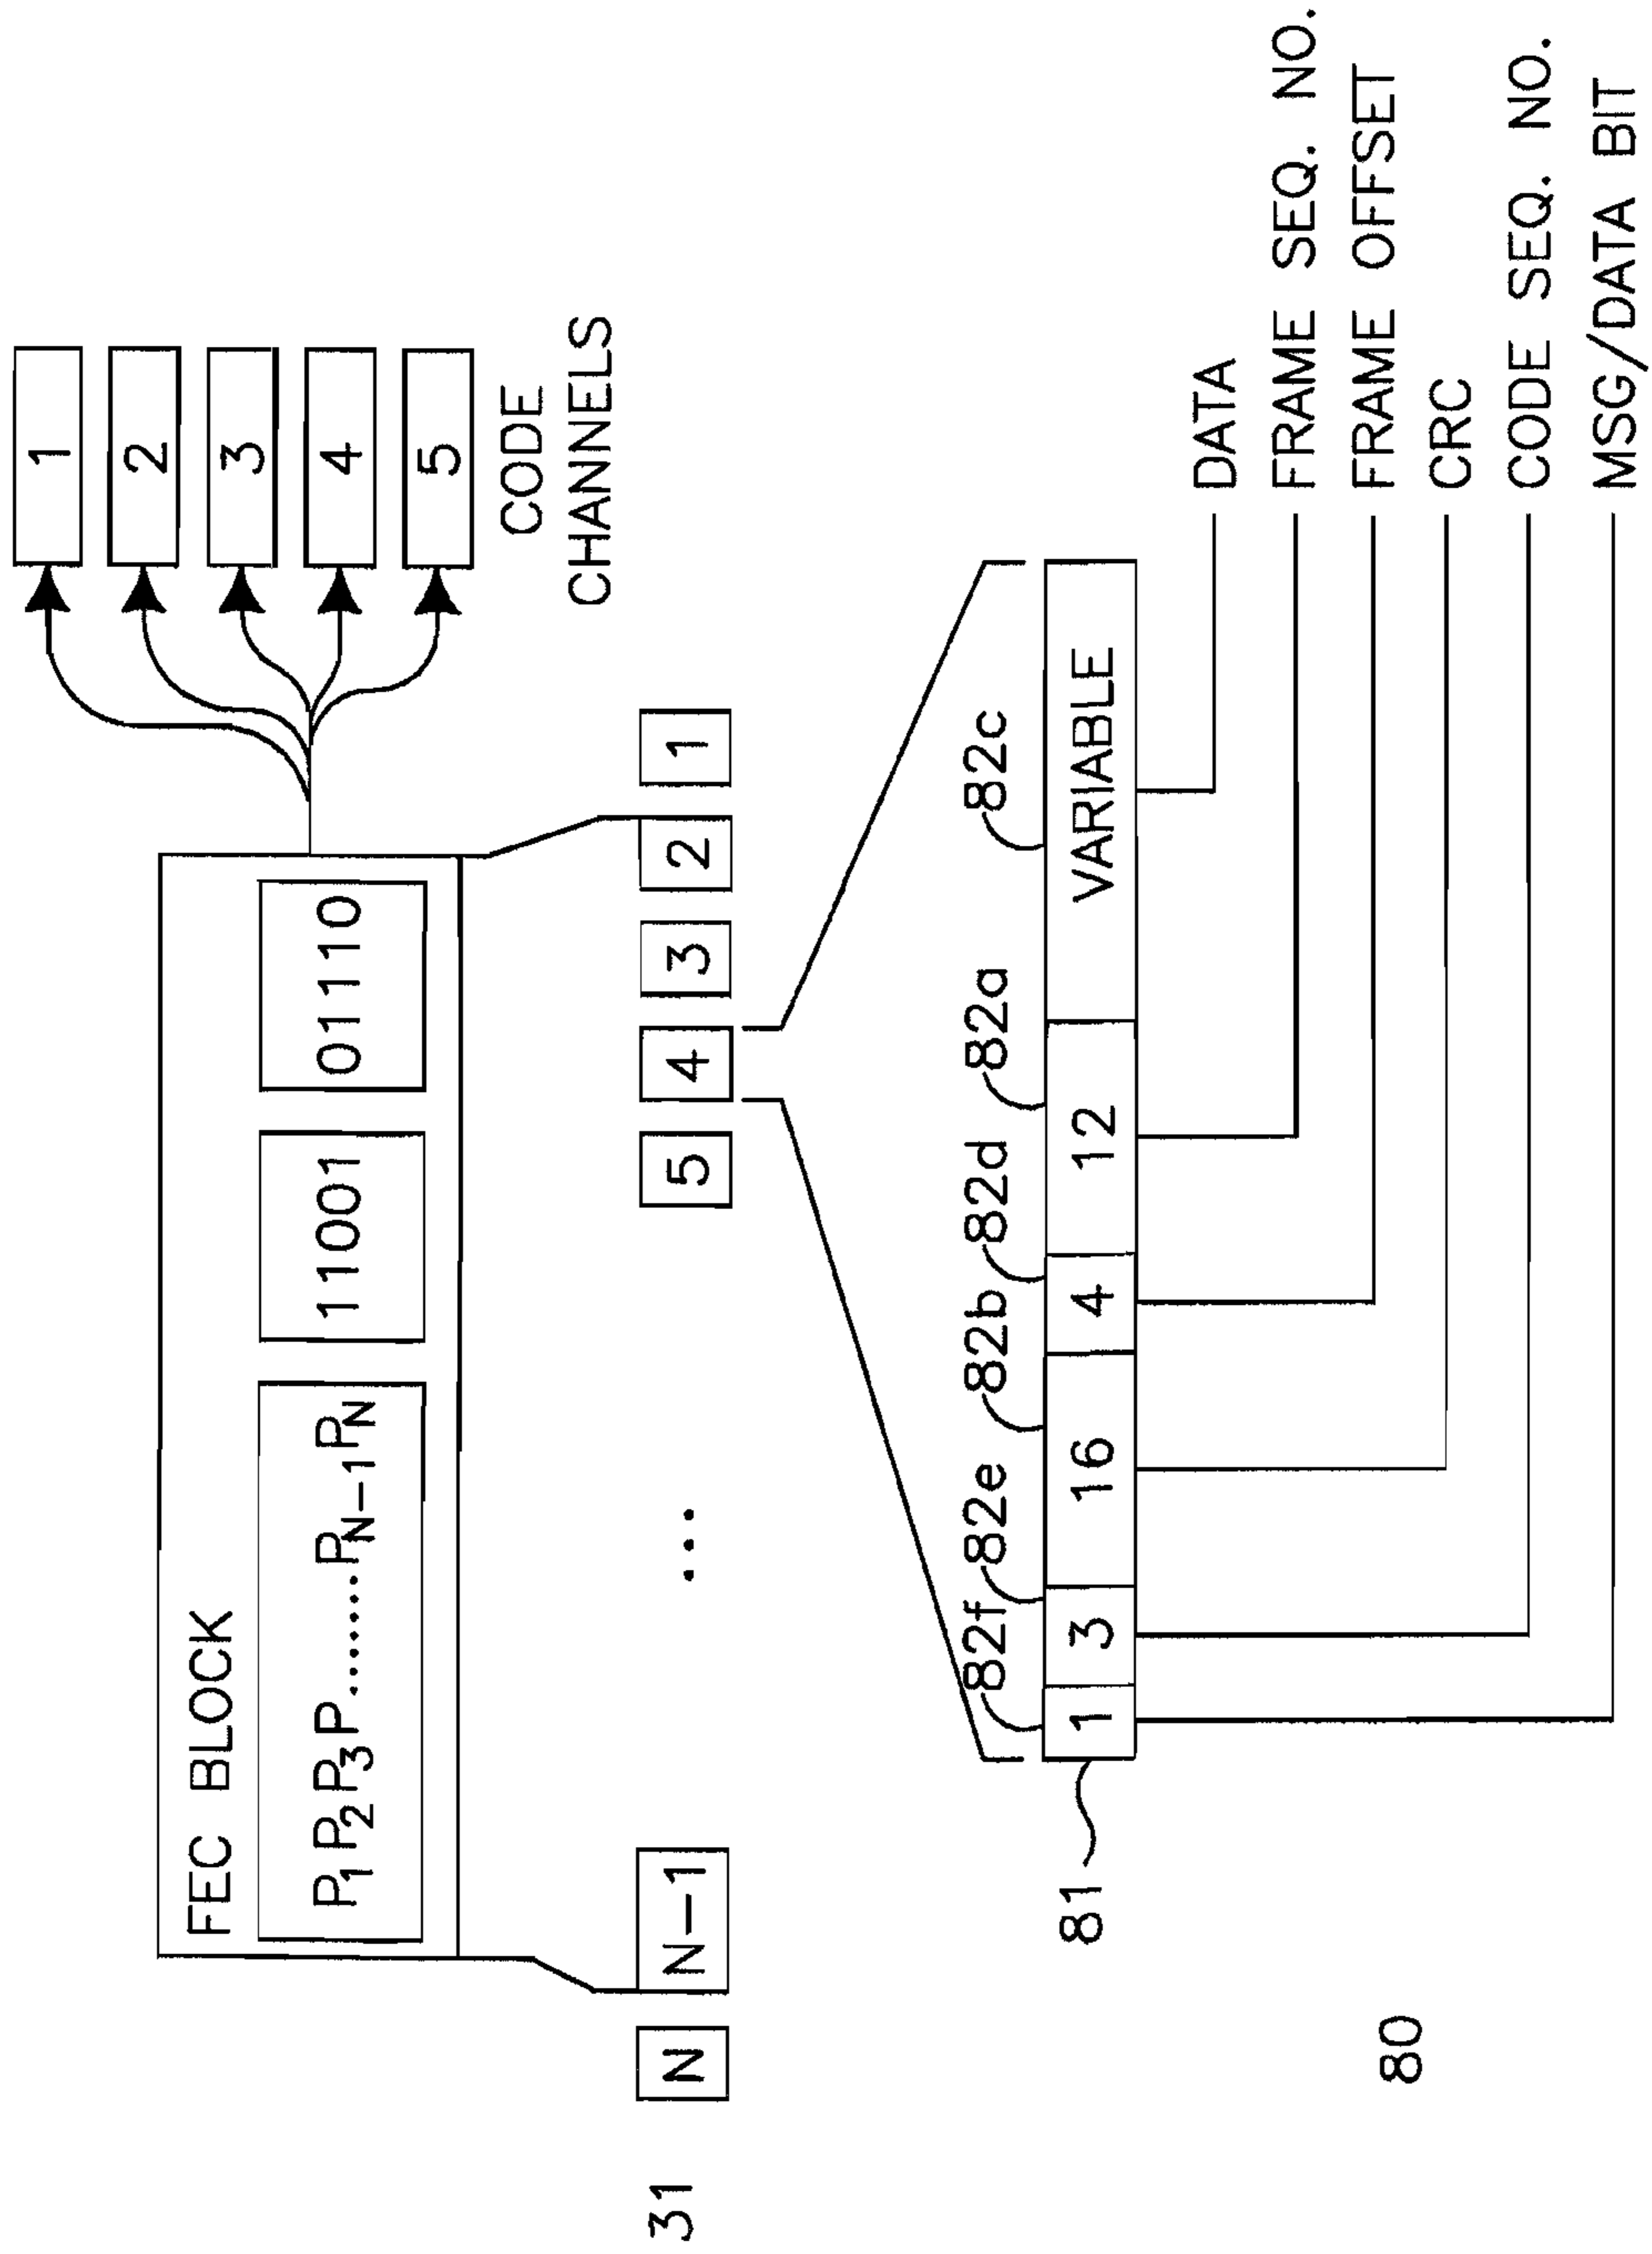 FEC BLOCK
P1P2P3P.......PN-1PN
11001
01110
1
2
3
4
5
CODE
CHANNELS
31
N
N-1
...
5
4
3
2
1
82f
82e
82b
82d
82a
82c
81
1
3
16
4
12
VARIABLE
DATA
FRAME SEQ. NO.
FRAME OFFSET
CRC
CODE SEQ. NO.
MSG/DATA BIT
80